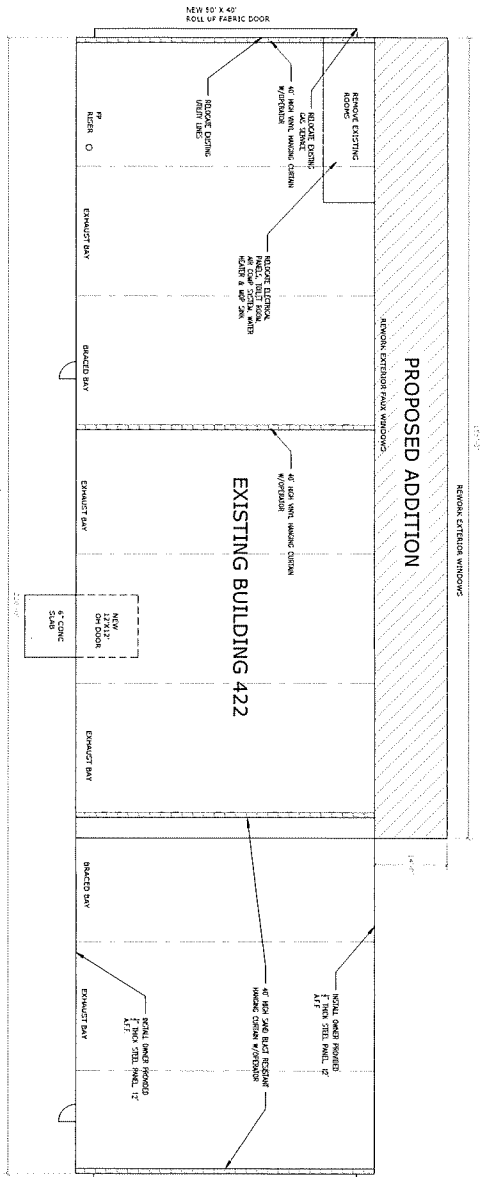 NEW 50' X 40'
ROLL UP FABRIC DOOR
REMOVE EXISTING
ROOMS
RELOCATE EXISTING
GAS SERVICE
40' HIGH VINYL HANGING CURTAIN
W/OPERATOR
RELOCATE EXISTING
UTILITY LINES
FP
RISER
RELOCATE ELECTRICAL
PANELS, TOILET ROOM,
AIR COMP SYSTEM, WATER
HEATER & MOP SINK
EXHAUST BAY
BRACED BAY
REWORK EXTERIOR FAUX WINDOWS
PROPOSED ADDITION
REWORK EXTERIOR WINDOWS
40' HIGH VINYL HANGING CURTAIN
W/OPERATOR
EXISTING BUILDING 422
EXHAUST BAY
NEW
12'X12'
OH DOOR
6" CONC
SLAB
EXHAUST BAY
BRACED BAY
INSTALL OWNER PROVIDED
THICK STEEL PANEL 12'
A.F.F.
40' HIGH SAND BLAST RESISTANT
HANGING CURTAIN W/OPERATOR
EXHAUST BAY
INSTALL OWNER PROVIDED
THICK STEEL PANEL 12'
A.F.F.